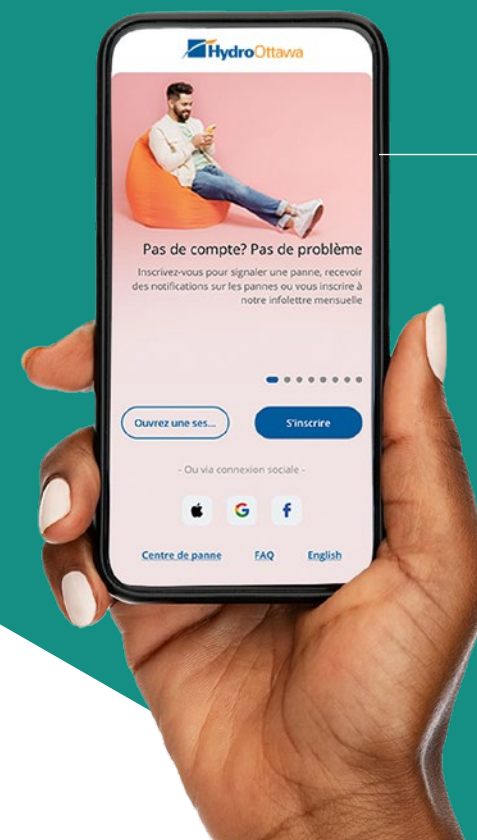 HydroOttawa
Pas de compte? Pas de problème
Inscrivez-vous pour signaler une panne, recevoir
des notifications sur les pannes ou vous inscrire à
notre infolettre mensuelle
Ouvrez une ses... S'inscrire
- Ou via connexion sociale -
Centre de panne FAQ English